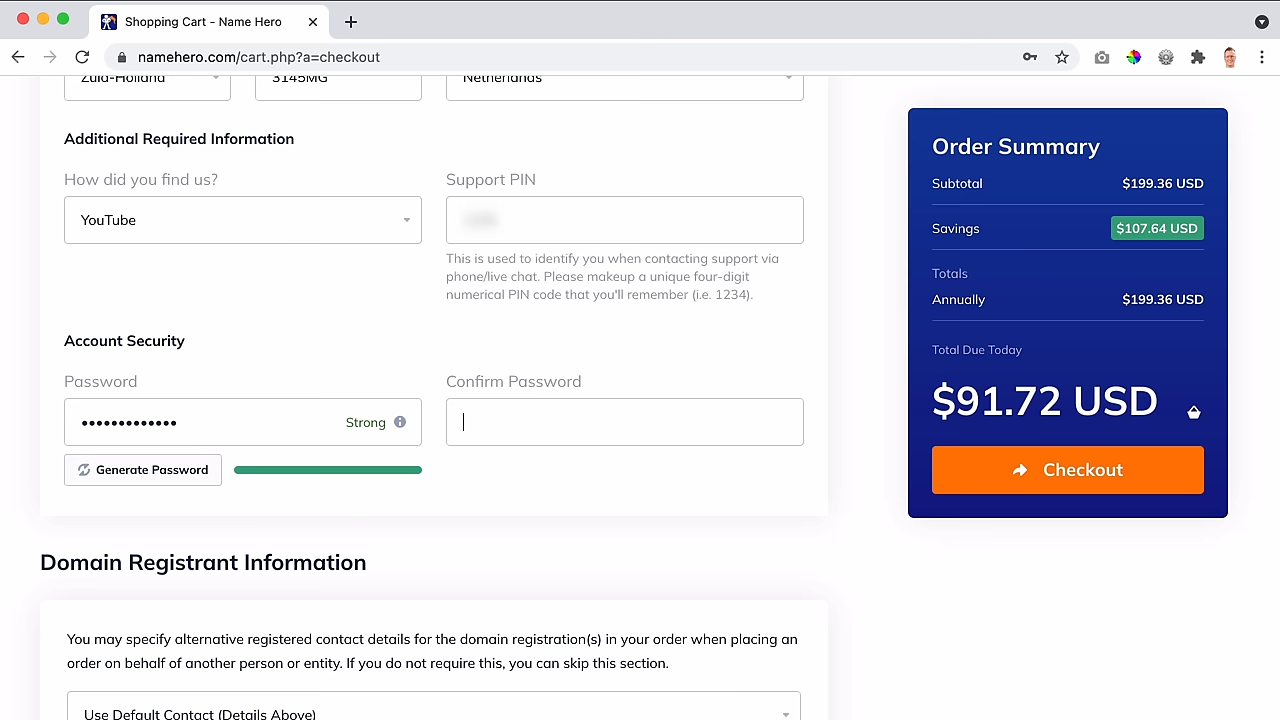 Shopping Cart - Name Hero
namehero.com/cart.php?a=checkout
Zuid-Holland
3145MG
Netherlands
Additional Required Information
How did you find us?
Support PIN
YouTube
This is used to identify you when contacting support via
phone/live chat. Please makeup a unique four-digit
numerical PIN code that you'll remember (i.e. 1234).
Account Security
Password
Confirm Password
•••••••••••••
Strong
Generate Password
Domain Registrant Information
You may specify alternative registered contact details for the domain registration(s) in your order when placing an
order on behalf of another person or entity. If you do not require this, you can skip this section.
Use Default Contact (Details Above)
Order Summary
Subtotal $199.36 USD
Savings $107.64 USD
Totals
Annually $199.36 USD
Total Due Today
$91.72 USD
Checkout